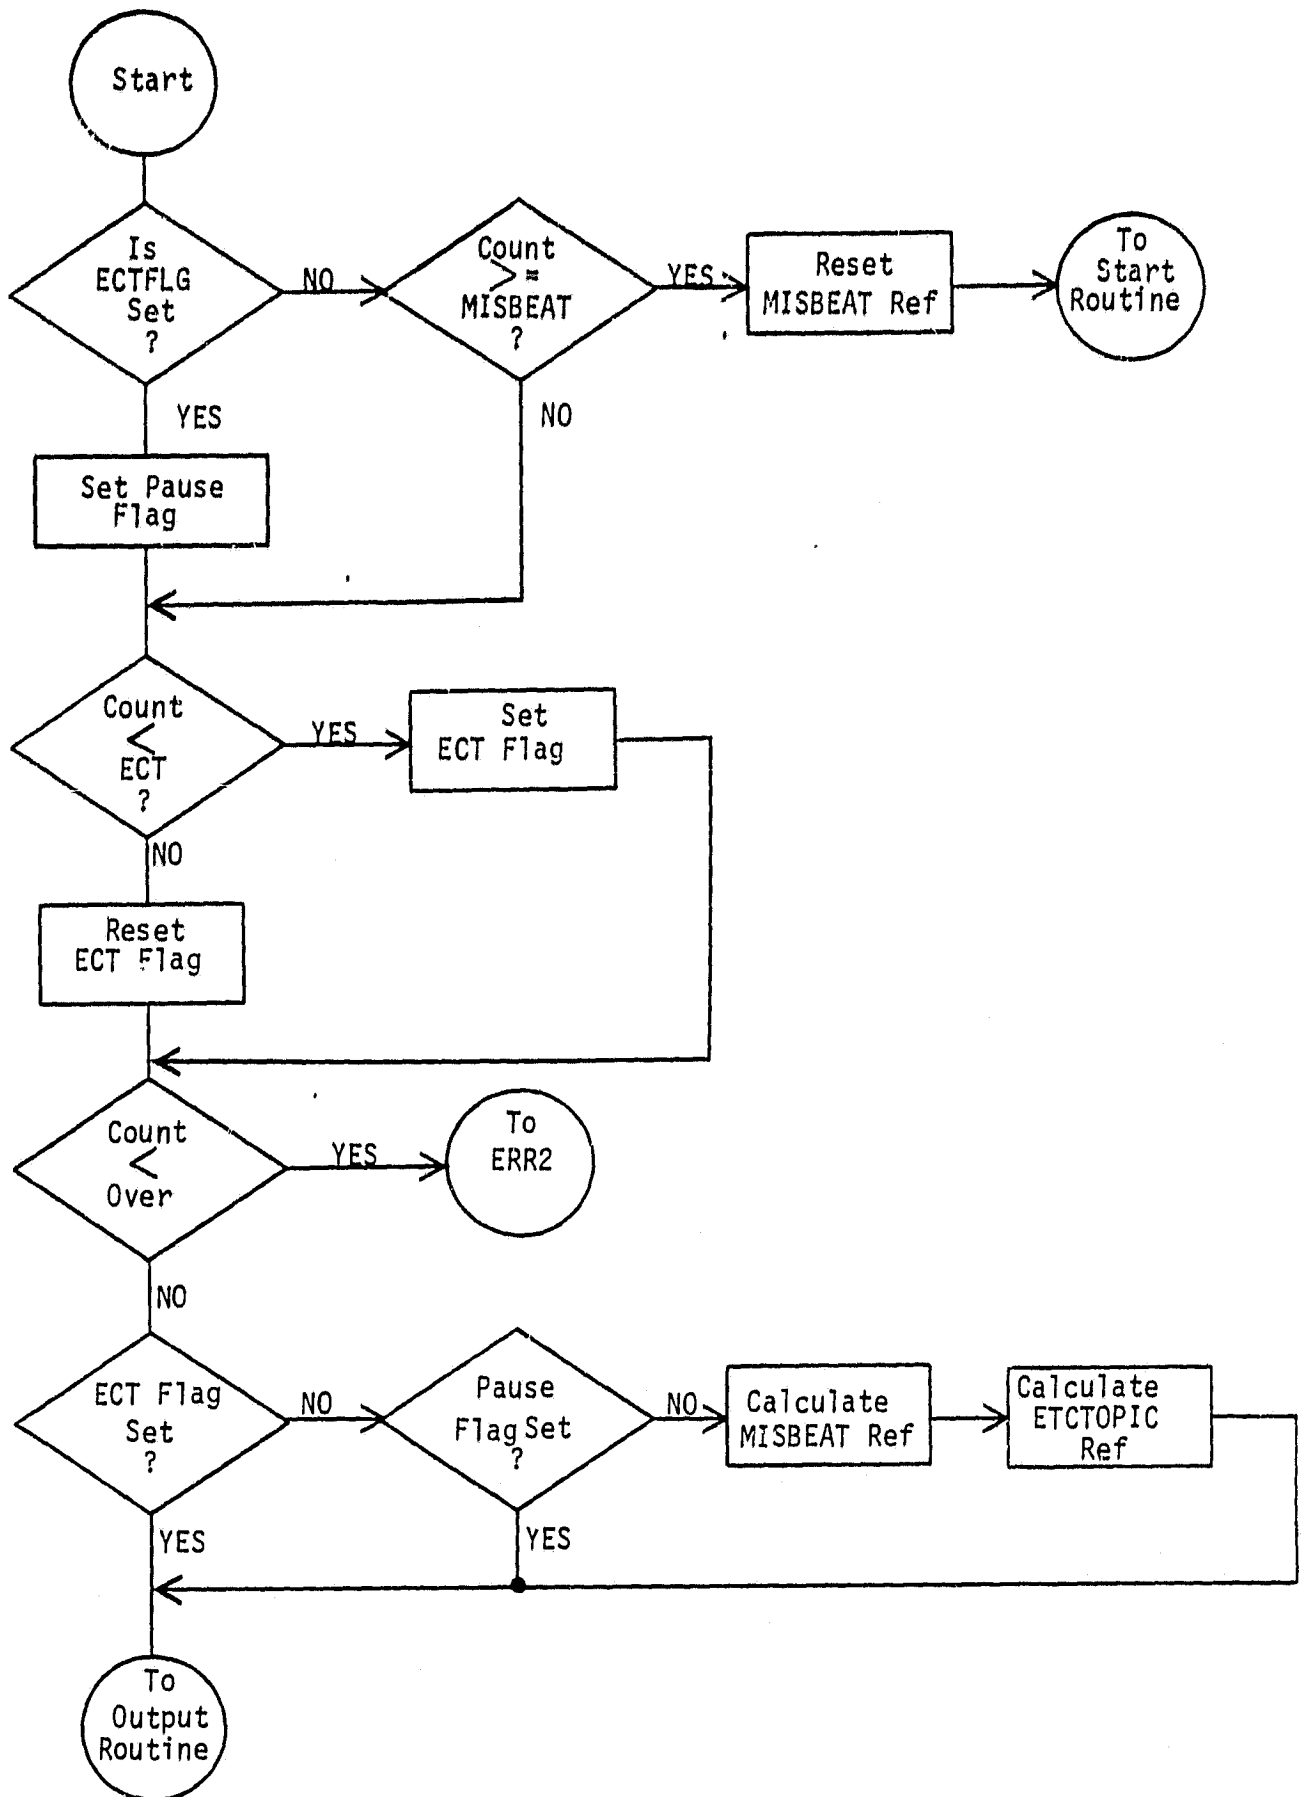 Start
Is
ECTFLG
Set
?
NO
Count
>=
MISBEAT
?
YES
Reset
MISBEAT Ref
To
Start
Routine
YES
NO
Set Pause
Flag
Count
<
ECT
?
YES
Set
ECT Flag
NO
Reset
ECT Flag
Count
<
Over
YES
To
ERR2
NO
ECT Flag
Set
?
NO
Pause
Flag Set
?
NO
Calculate
MISBEAT Ref
Calculate
ETCTOPIC
Ref
YES
YES
To
Output
Routine